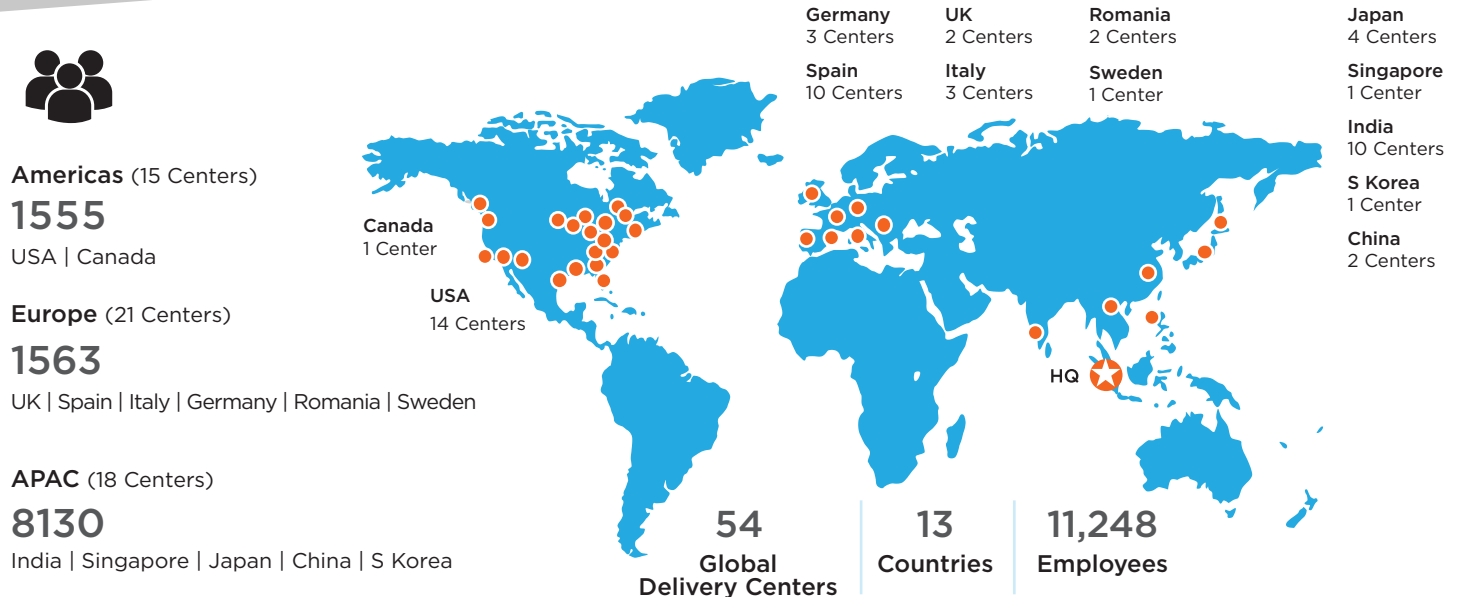 Germany
3 Centers
UK
2 Centers
Romania
2 Centers
Japan
4 Centers
Spain
10 Centers
Italy
3 Centers
Sweden
1 Center
Singapore
1 Center
India
10 Centers
S Korea
1 Center
China
2 Centers
Americas (15 Centers)
1555
USA | Canada
Europe (21 Centers)
1563
UK | Spain | Italy | Germany | Romania | Sweden
APAC (18 Centers)
8130
India | Singapore | Japan | China | S Korea
Canada
1 Center
USA
14 Centers
HQ
54
Global
Delivery Centers
13
Countries
11,248
Employees